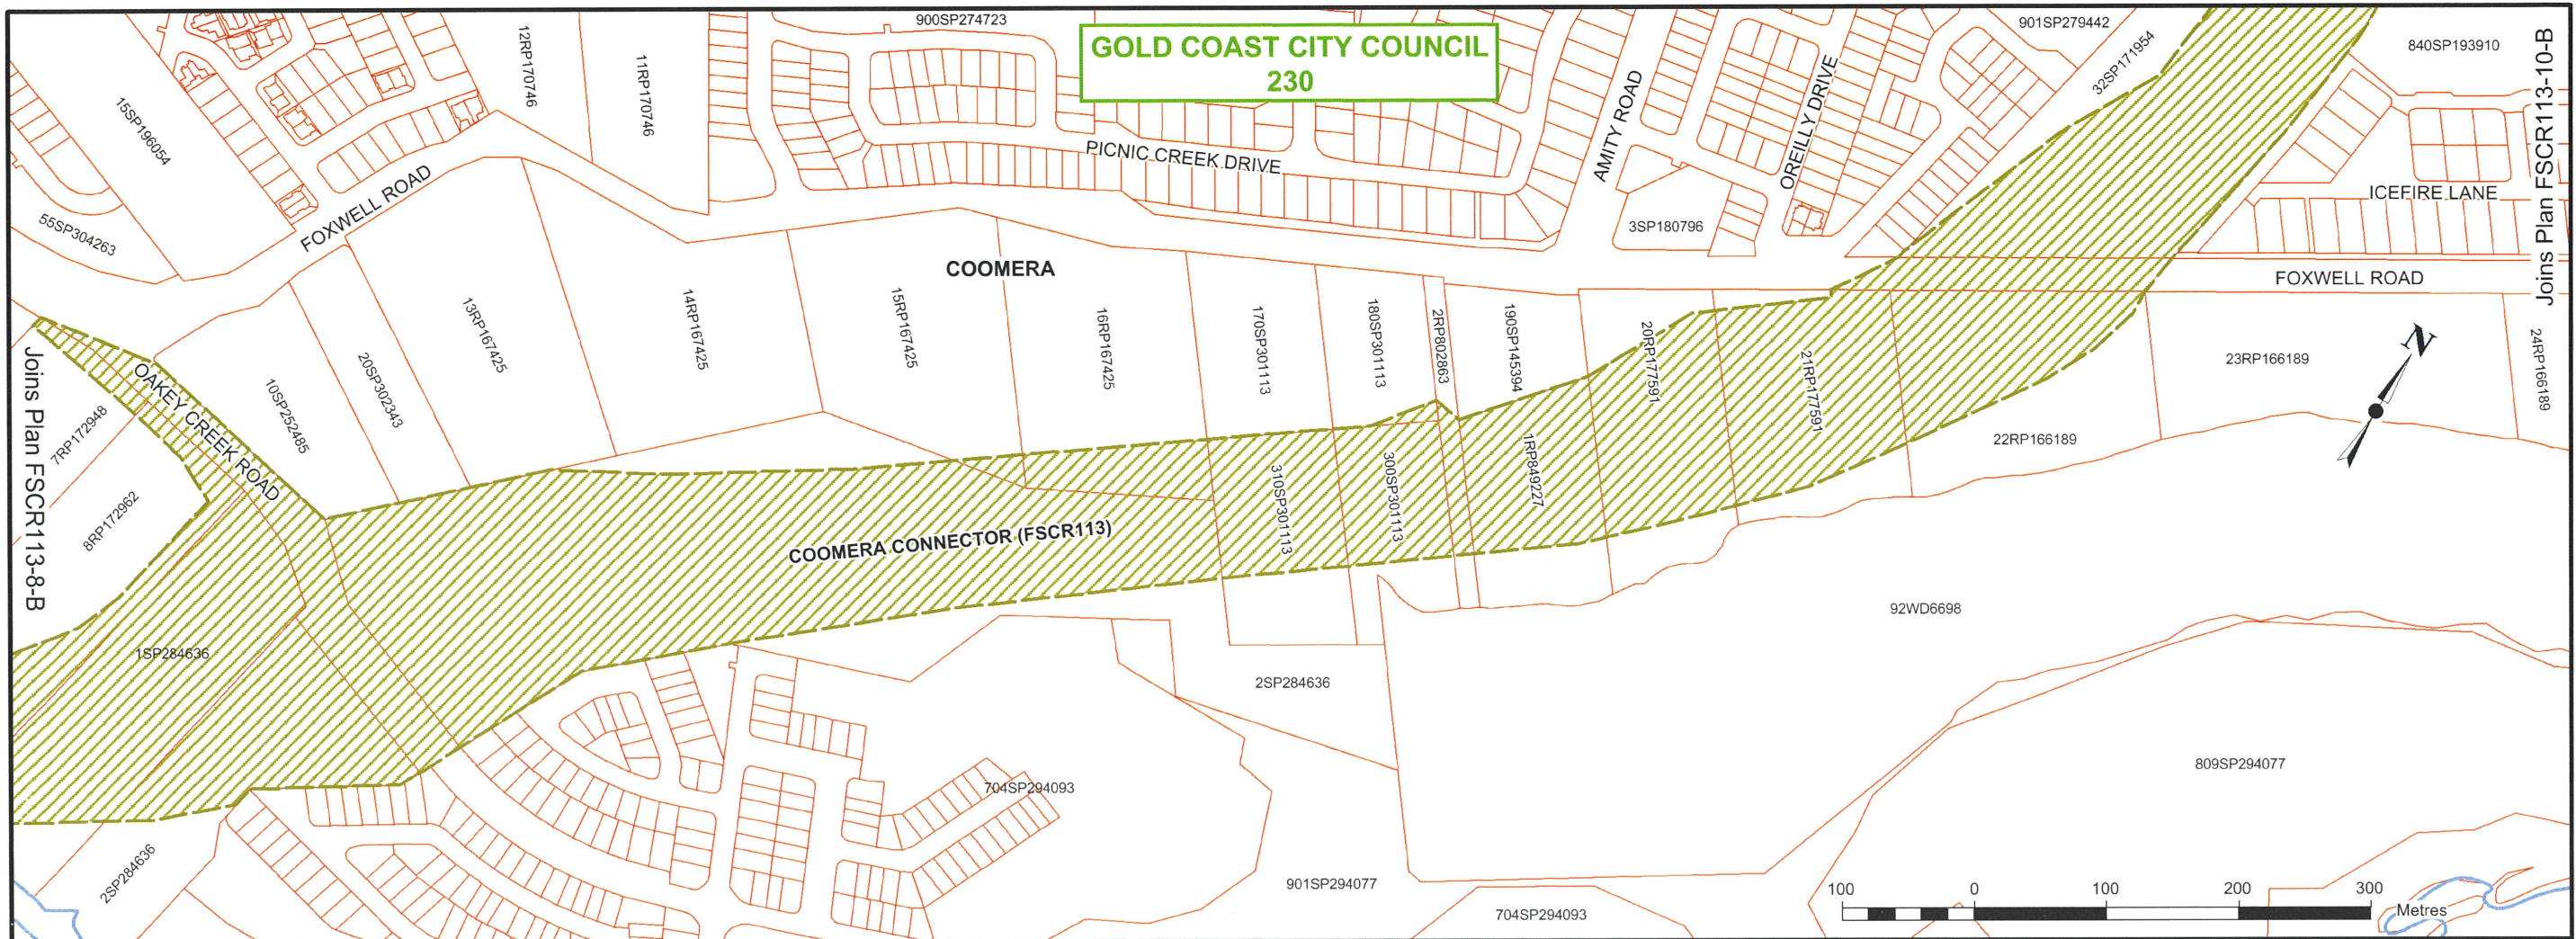 900SP274723
GOLD COAST CITY COUNCIL
230
901SP279442
840SP193910
12RP170746
11RP170746
32SP171954
15SP196054
AMITY ROAD
OREILLY DRIVE
PICNIC CREEK DRIVE
ICEFIRE LANE
Joins Plan FSCR113-10-B
FOXWELL ROAD
55SP304263
3SP180796
COOMERA
FOXWELL ROAD
13RP167425
14RP167425
15RP167425
16RP167425
170SP301113
180SP301113
2RP802863
190SP145394
20RP177591
21RP177591
23RP166189
24RP166189
N
Joins Plan FSCR113-8-B
OAKEY CREEK ROAD
10SP252485
20SP302343
7RP172948
8RP172962
22RP166189
310SP301113
300SP301113
1RP849227
COOMERA CONNECTOR (FSCR113)
92WD6698
1SP284636
2SP284636
809SP294077
704SP294093
2SP284636
901SP294077
704SP294093
100 0 100 200 300
Metres